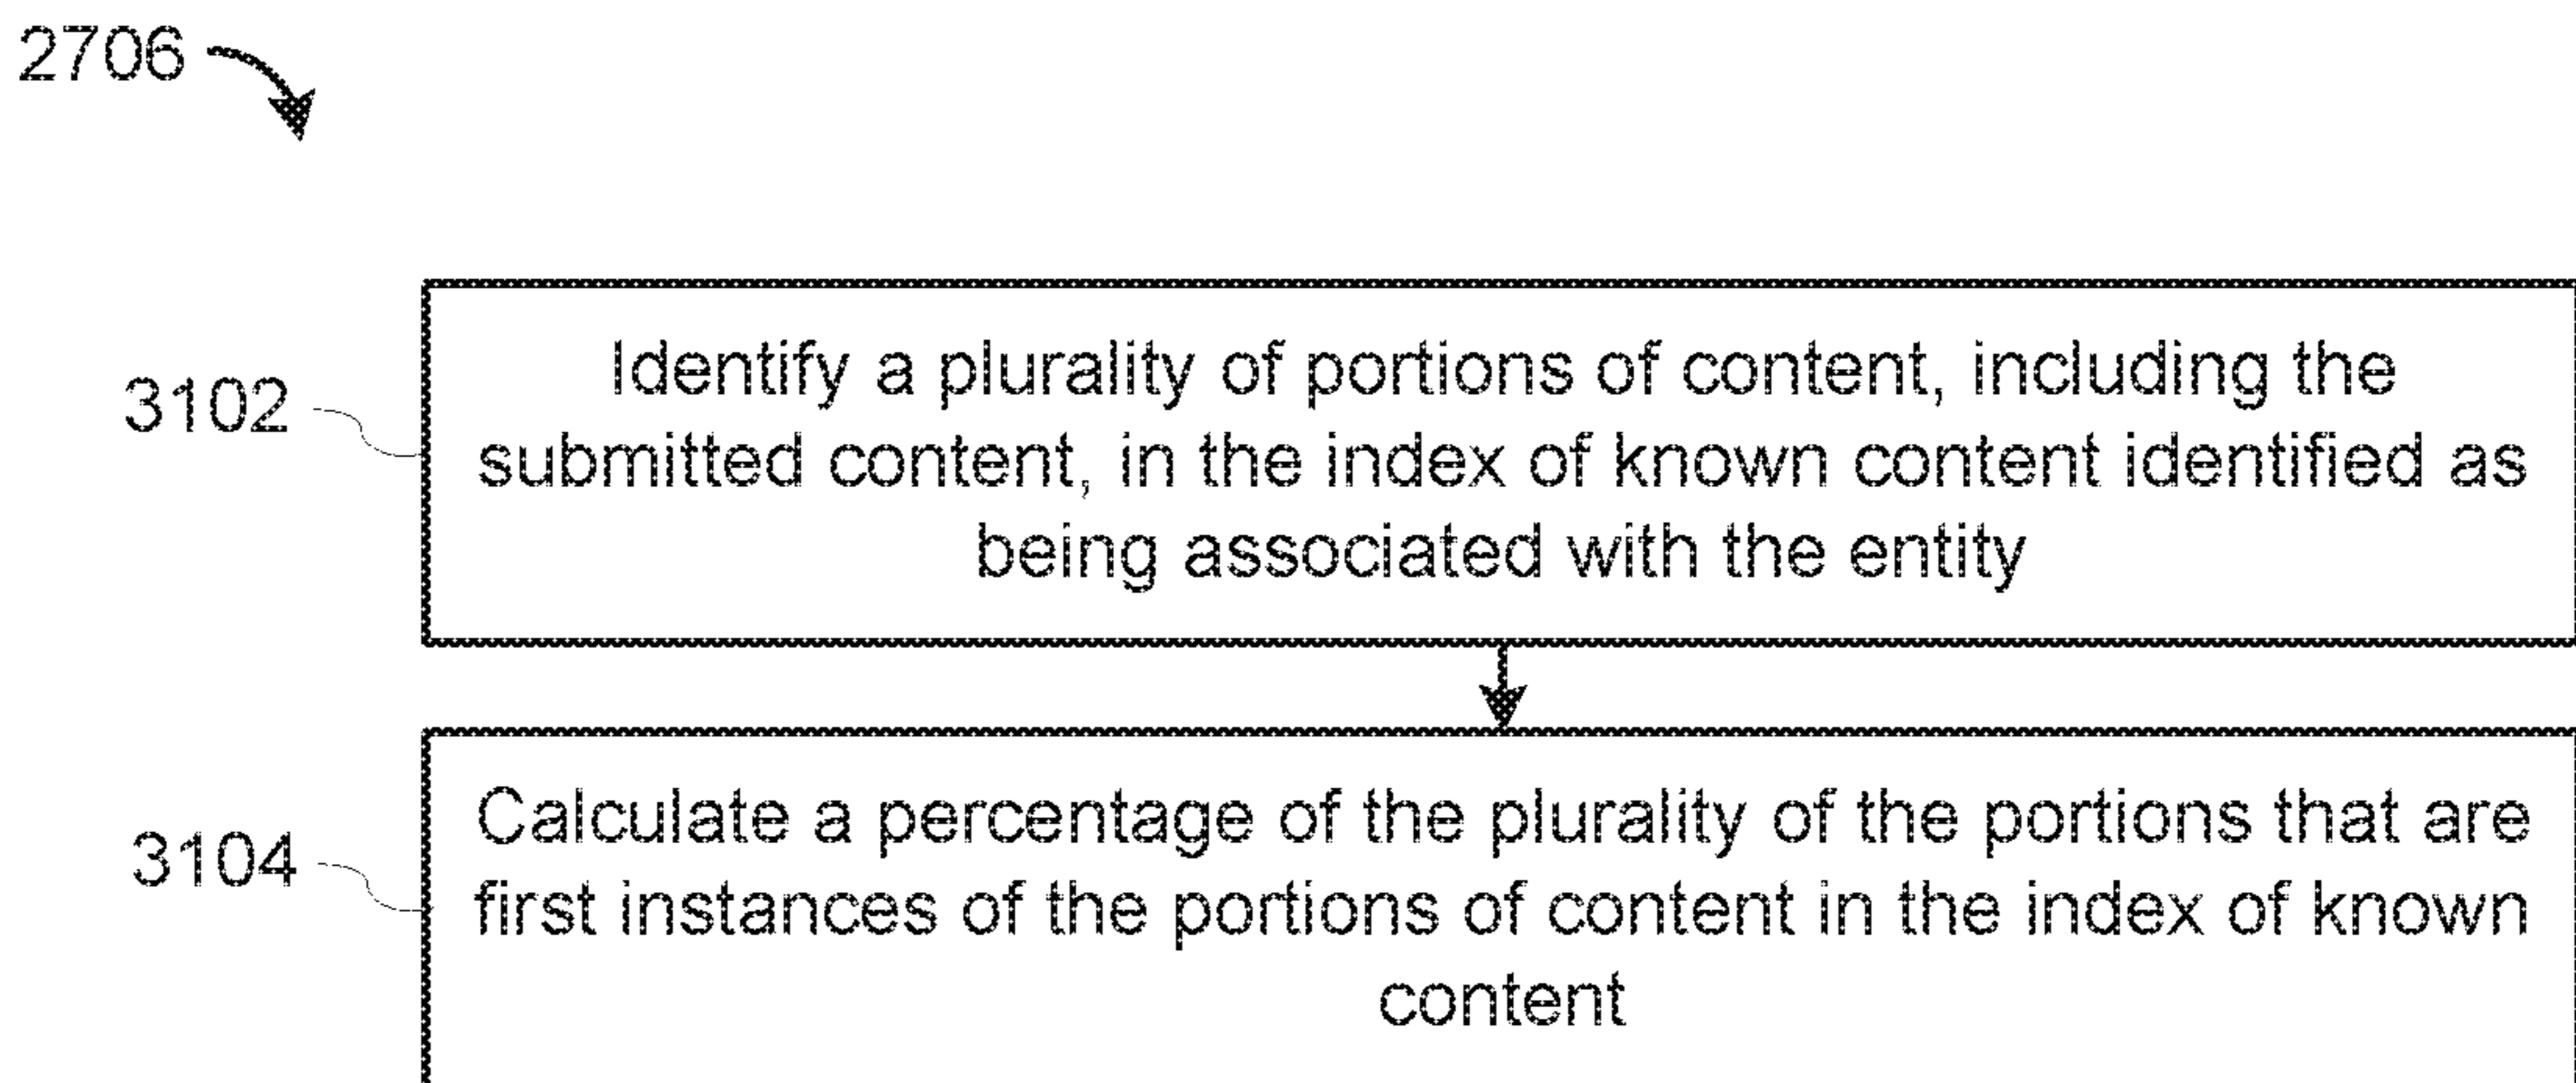 2706
3102
Identify a plurality of portions of content, including the
submitted content, in the index of known content identified as
being associated with the entity
3104
Calculate a percentage of the plurality of the portions that are
first instances of the portions of content in the index of known
content